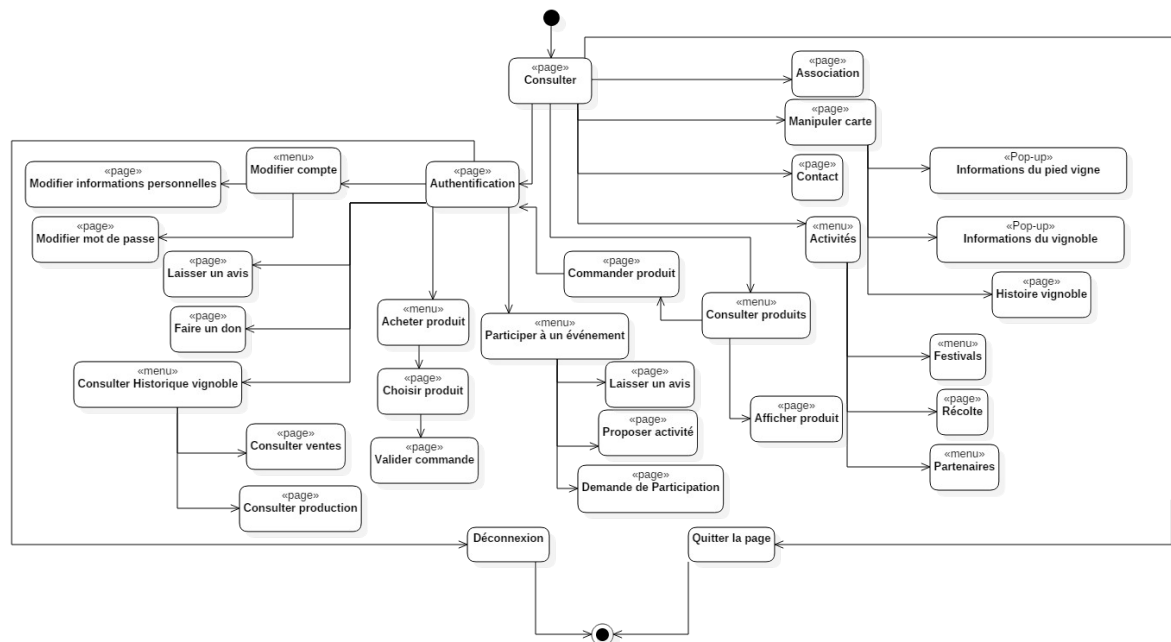 «page»
Consulter
«page»
Association
«page»
Manipuler carte
«menu»
Modifier compte
«page»
Modifier informations personnelles
«page»
Authentification
«page»
Contact
«Pop-up»
Informations du pied vigne
«page»
Modifier mot de passe
«menu»
Activités
«Pop-up»
Informations du vignoble
«page»
Laisser un avis
«page»
Commander produit
«page»
Histoire vignoble
«page»
Faire un don
«menu»
Acheter produit
«menu»
Participer à un événement
«menu»
Consulter produits
«menu»
Festivals
«menu»
Consulter Historique vignoble
«page»
Choisir produit
«page»
Laisser un avis
«page»
Afficher produit
«page»
Récolte
«page»
Consulter ventes
«page»
Valider commande
«page»
Proposer activité
«menu»
Partenaires
«page»
Consulter production
«page»
Demande de Participation
Déconnexion
Quitter la page